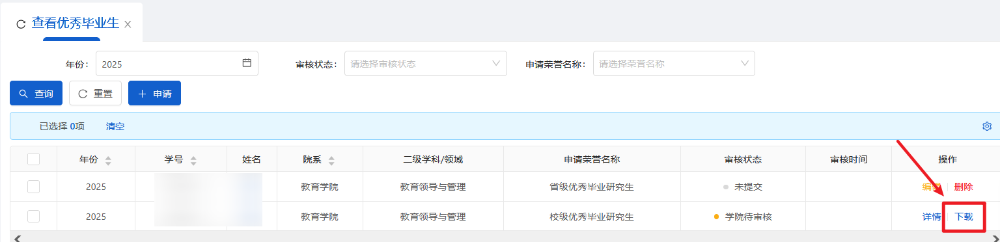 查看优秀毕业生
年份： 2025 审核状态： 请选择审核状态 申请荣誉名称： 请选择荣誉名称
查询 重置 申请
已选择 0项 清空
年份 学号 姓名 院系 二级学科/领域 申请荣誉名称 审核状态 审核时间 操作
2025 教育学院 教育领导与管理 省级优秀毕业研究生 未提交 编辑 删除
2025 教育学院 教育领导与管理 校级优秀毕业研究生 学院待审核 详情 下载